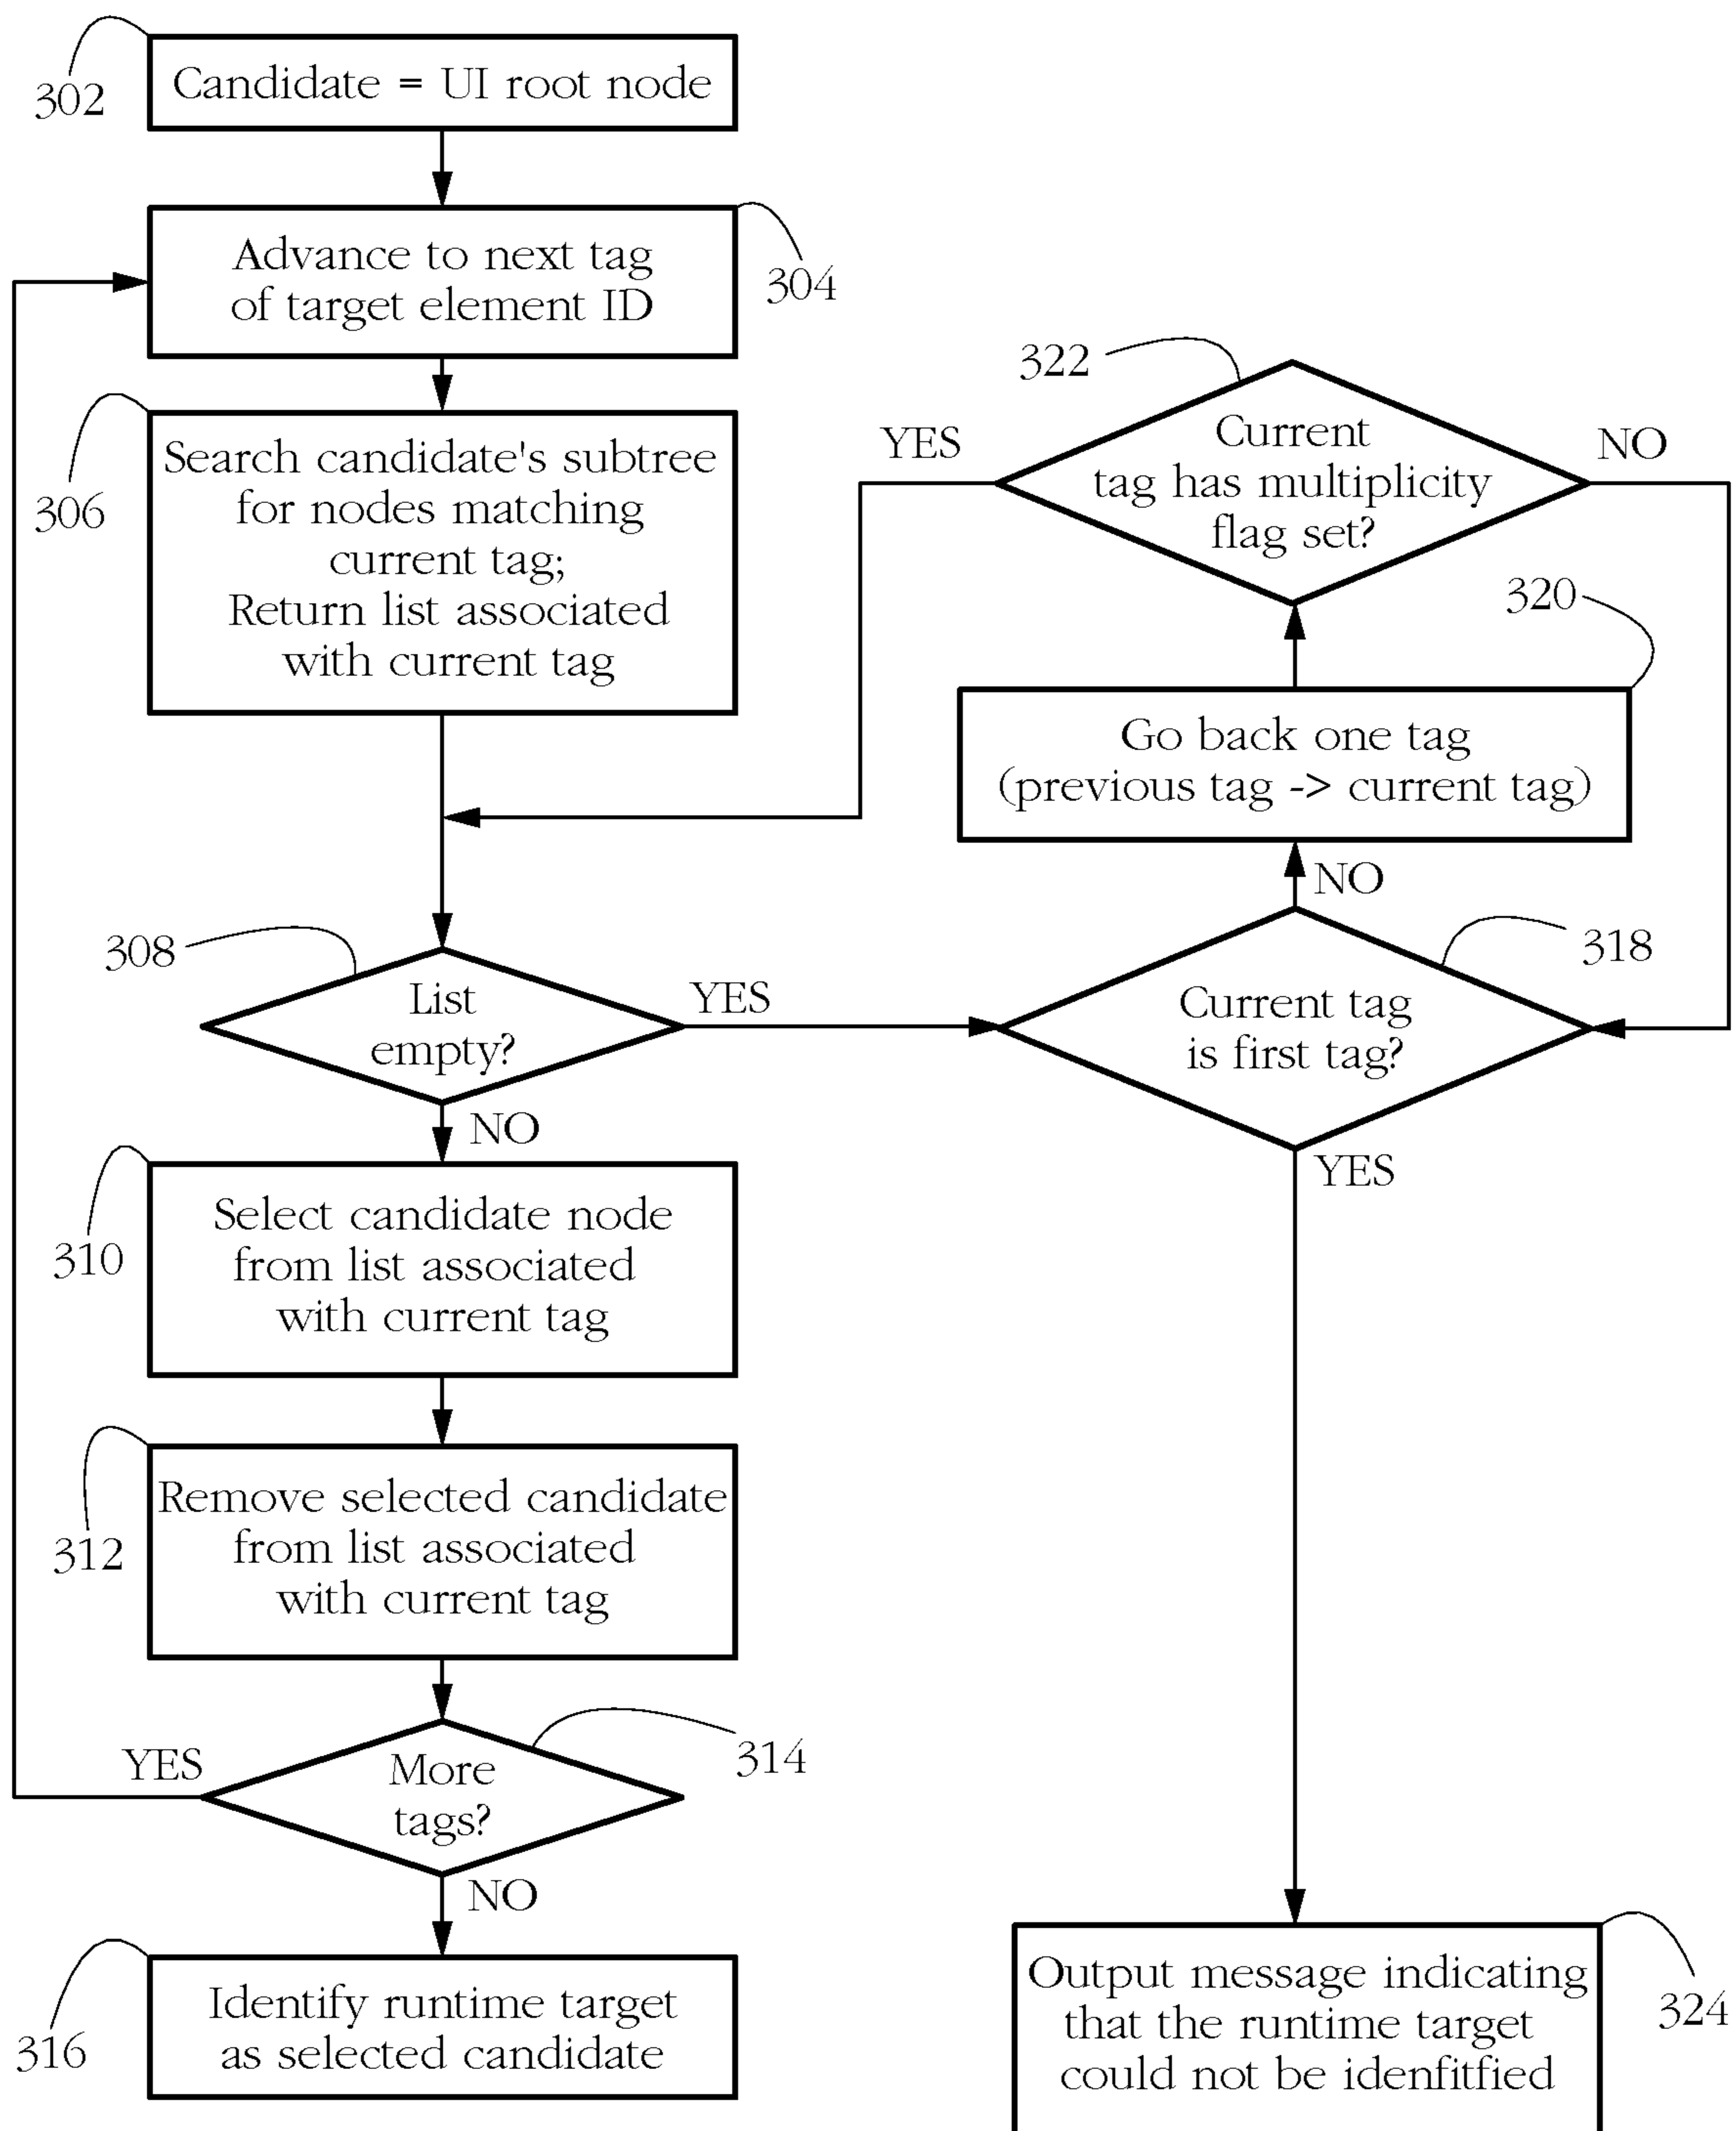 302
Candidate = UI root node
Advance to next tag
of target element ID
304
306
Search candidate's subtree
for nodes matching
current tag;
Return list associated
with current tag
308
List
empty?
YES
NO
310
Select candidate node
from list associated
with current tag
312
Remove selected candidate
from list associated
with current tag
314
More
tags?
YES
NO
316
Identify runtime target
as selected candidate
322
Current
tag has multiplicity
flag set?
YES
NO
320
Go back one tag
(previous tag -> current tag)
NO
318
Current tag
is first tag?
YES
324
Output message indicating
that the runtime target
could not be idenfitfied